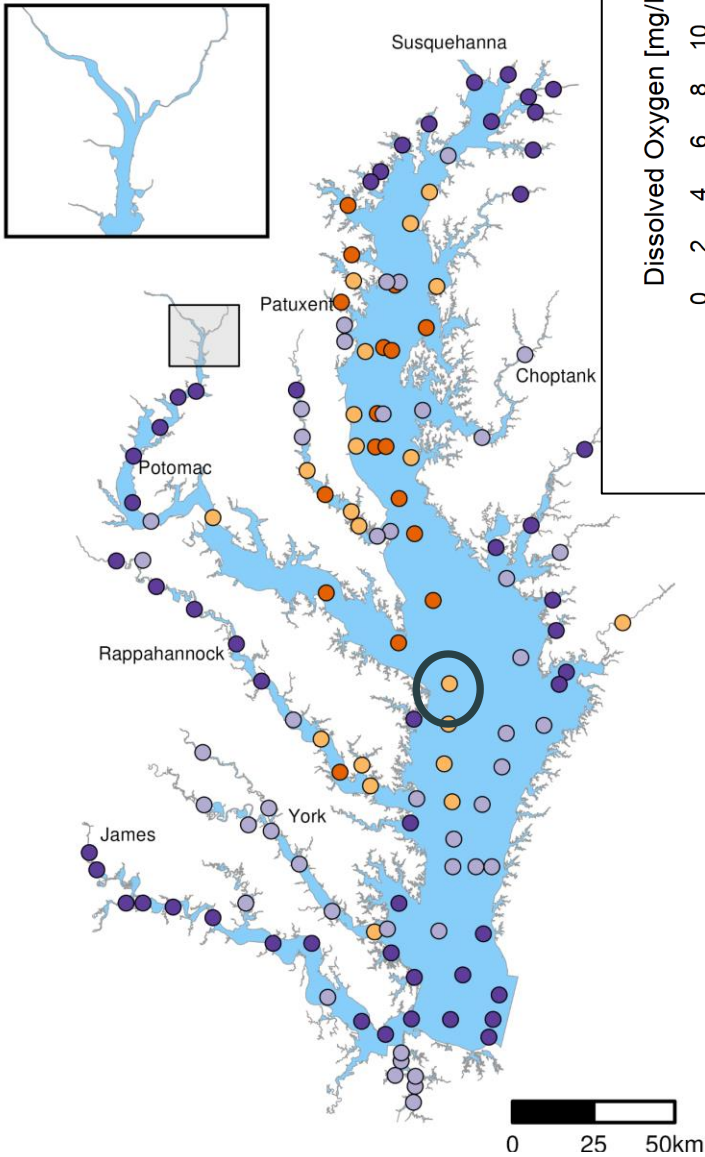 Susquehanna
Dissolved Oxygen [mg/l
10
8
6
4
2
0
Patuxent
Choptank
Potomac
Rappahannock
York
James
0 25 50km